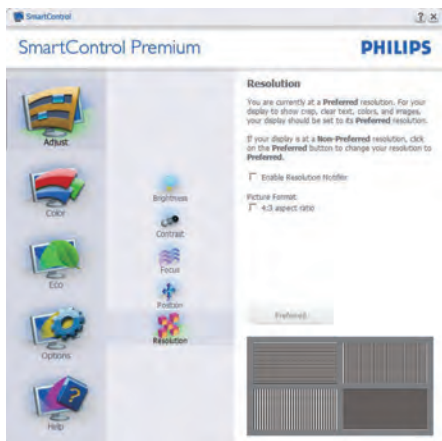 SmartControl
SmartControl Premium
PHILIPS
Adjust
Color
Eco
Options
Help
Brightness
Contrast
Focus
Position
Resolution
Resolution
You are currently at a Preferred resolution. For your
display to show crisp, clear text, colors, and images,
your display should be set to its Preferred resolution.
If your display is at a Non-Preferred resolution, click
on the Preferred button to change your resolution to
Preferred.
Enable Resolution Notifier
Picture Format:
4:3 aspect ratio
Preferred